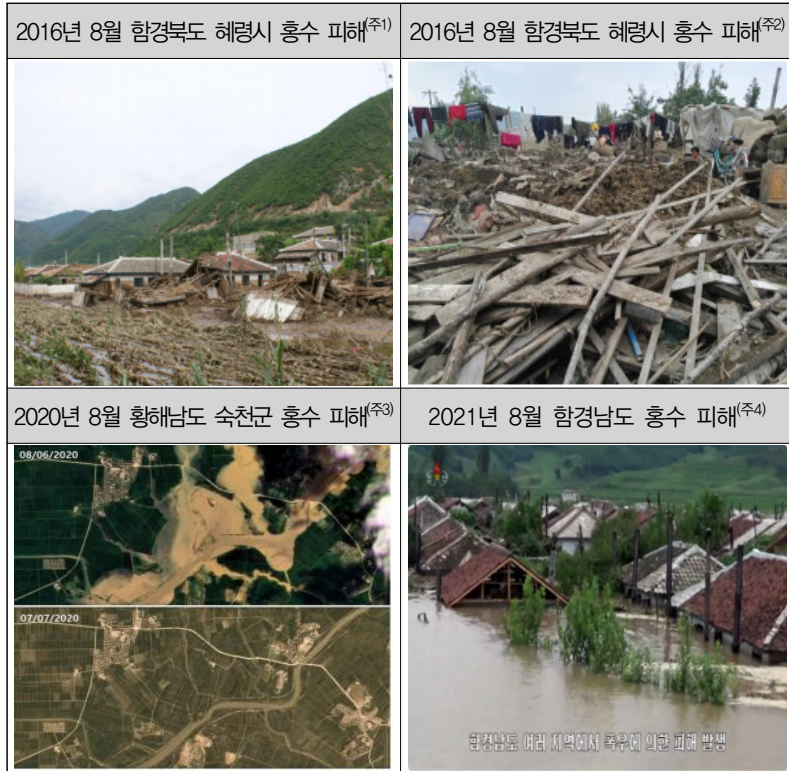 2016년 8월 함경북도 혜령시 홍수 피해(주1)
2016년 8월 함경북도 혜령시 홍수 피해(주2)
2020년 8월 황해남도 숙천군 홍수 피해(주3)
2021년 8월 함경남도 홍수 피해(주4)
08/06/2020
07/07/2020
함경남도 여러 지역에서 폭우에 의한 피해 발생